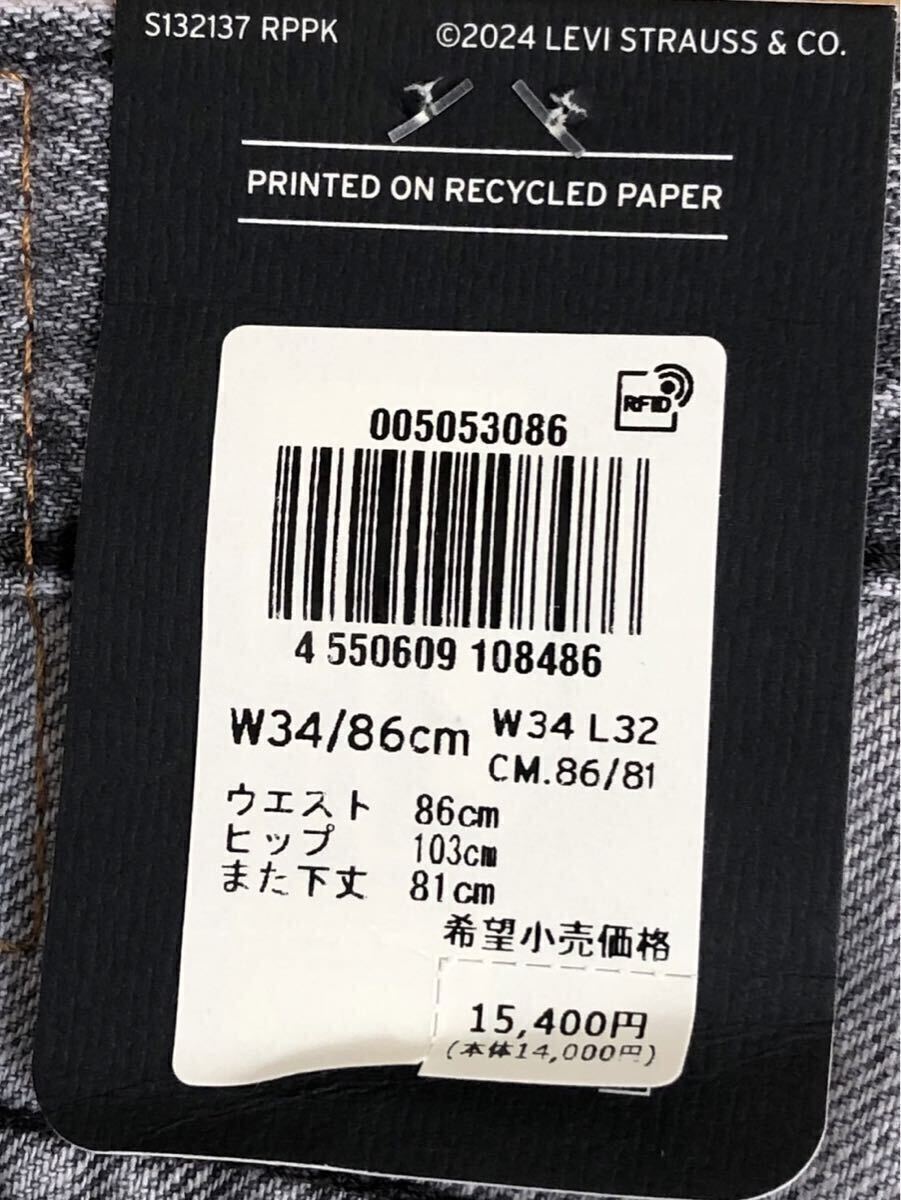 S132137 RPPK ©2024 LEVI STRAUSS & CO.
PRINTED ON RECYCLED PAPER
RFID
005053086
4 550609 108486
W34/86cm W34 L32
CM.86/81
ウエスト 86cm
ヒップ 103cm
また下丈 81cm
希望小売価格
15,400円
(本体14,000円)